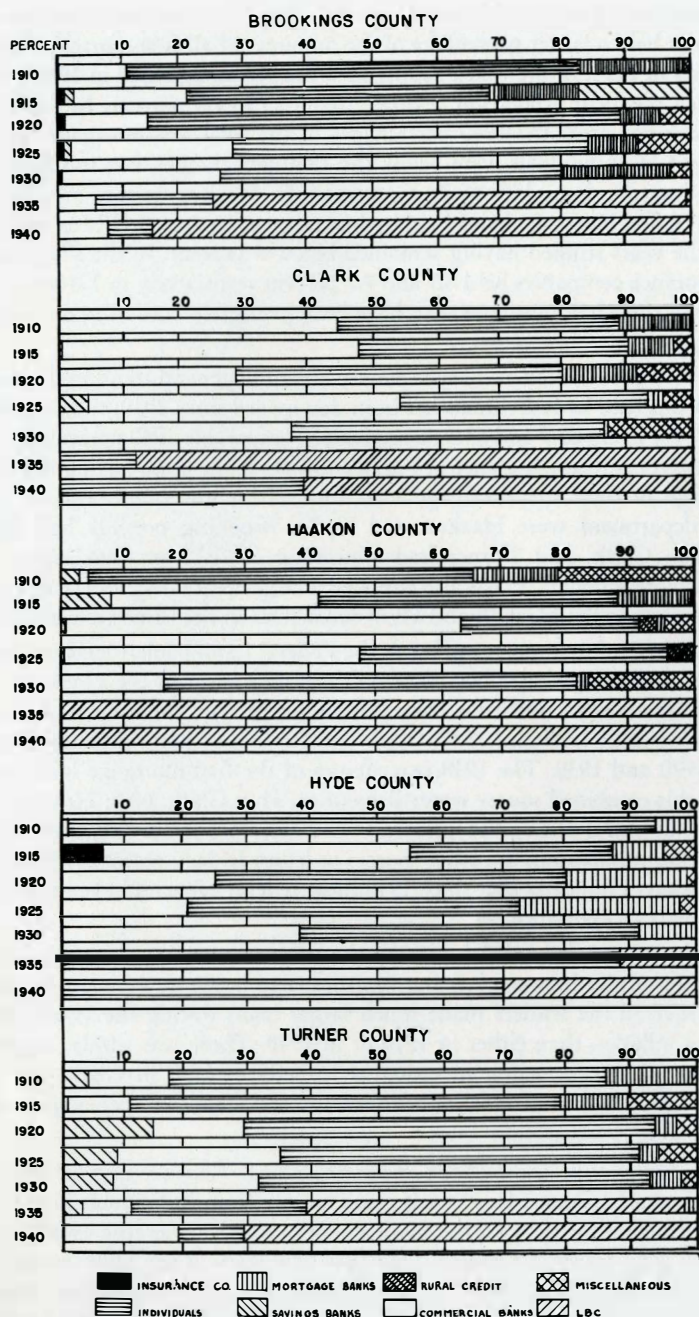 BROOKINGS COUNTY
PERCENT 10 20 30 40 50 60 70 80 90 100
1910
1915
1920
1925
1930
1935
1940
CLARK COUNTY
10 20 30 40 50 60 70 80 90 100
1910
1915
1920
1925
1930
1935
1940
HAAKON COUNTY
10 20 30 40 50 60 70 80 90 100
1910
1915
1920
1925
1930
1935
1940
HYDE COUNTY
10 20 30 40 50 60 70 80 90 100
1910
1915
1920
1925
1930
1935
1940
TURNER COUNTY
10 20 30 40 50 60 70 80 90 100
1910
1915
1920
1925
1930
1935
1940
INSURANCE CO. MORTGAGE BANKS RURAL CREDIT MISCELLANEOUS
INDIVIDUALS SAVINGS BANKS COMMERCIAL BANKS LBC